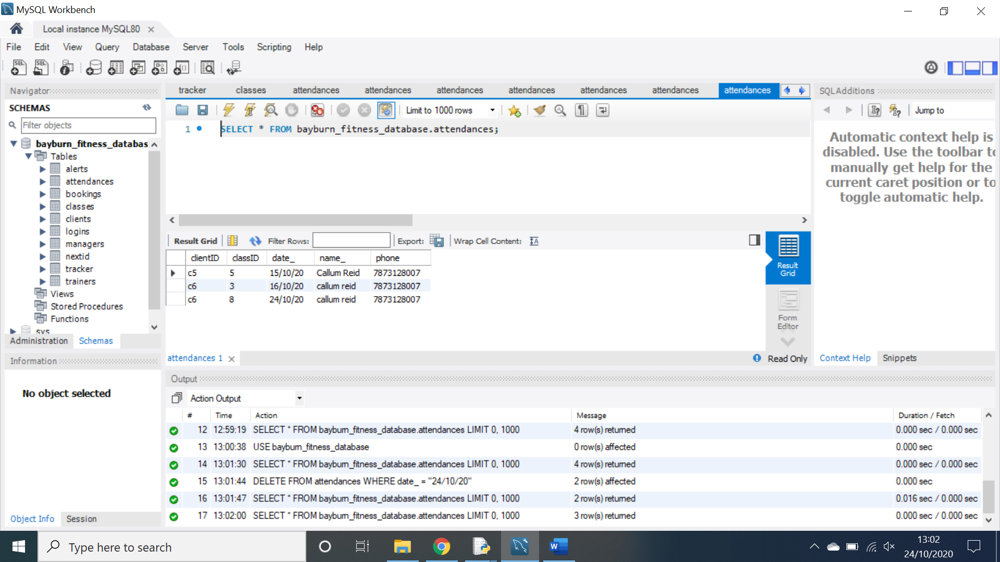 MySQL Workbench
Local instance MySQL80
File Edit View Query Database Server Tools Scripting Help
Navigator
SCHEMAS
Filter objects
bayburn_fitness_databas
Tables
alerts
attendances
bookings
classes
clients
logins
managers
nextid
tracker
trainers
Views
Stored Procedures
Functions
sys
Administration Schemas
Information
No object selected
Object Info Session
tracker classes attendances attendances attendances attendances attendances attendances attendances
Limit to 1000 rows
1 SELECT * FROM bayburn_fitness_database.attendances;
Result Grid Filter Rows: Export: Wrap Cell Content:
clientID classID date_ name_ phone
c5 5 15/10/20 Callum Reid 7873128007
c6 3 16/10/20 callum reid 7873128007
c6 8 24/10/20 callum reid 7873128007
Result
Grid
Form
Editor
attendances 1
Read Only
SQLAdditions
Jump to
Automatic context help is
disabled. Use the toolbar to
manually get help for the
current caret position or to
toggle automatic help.
Context Help Snippets
Output
Action Output
# Time Action Message Duration / Fetch
12 12:59:19 SELECT * FROM bayburn_fitness_database.attendances LIMIT 0, 1000 4 row(s) returned 0.000 sec / 0.000 sec
13 13:00:38 USE bayburn_fitness_database 0 row(s) affected 0.000 sec
14 13:01:30 SELECT * FROM bayburn_fitness_database.attendances LIMIT 0, 1000 4 row(s) returned 0.000 sec / 0.000 sec
15 13:01:44 DELETE FROM attendances WHERE date_ = "24/10/20" 2 row(s) affected 0.000 sec
16 13:01:47 SELECT * FROM bayburn_fitness_database.attendances LIMIT 0, 1000 2 row(s) returned 0.016 sec / 0.000 sec
17 13:02:00 SELECT * FROM bayburn_fitness_database.attendances LIMIT 0, 1000 3 row(s) returned 0.000 sec / 0.000 sec
Type here to search
13:02
24/10/2020